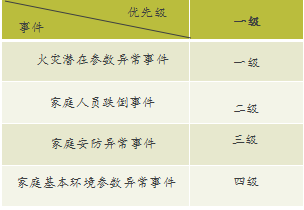 优先级
事件
一级
火灾潜在参数异常事件
一级
家庭人员跌倒事件
二级
家庭安防异常事件
三级
家庭基本环境参数异常事件
四级